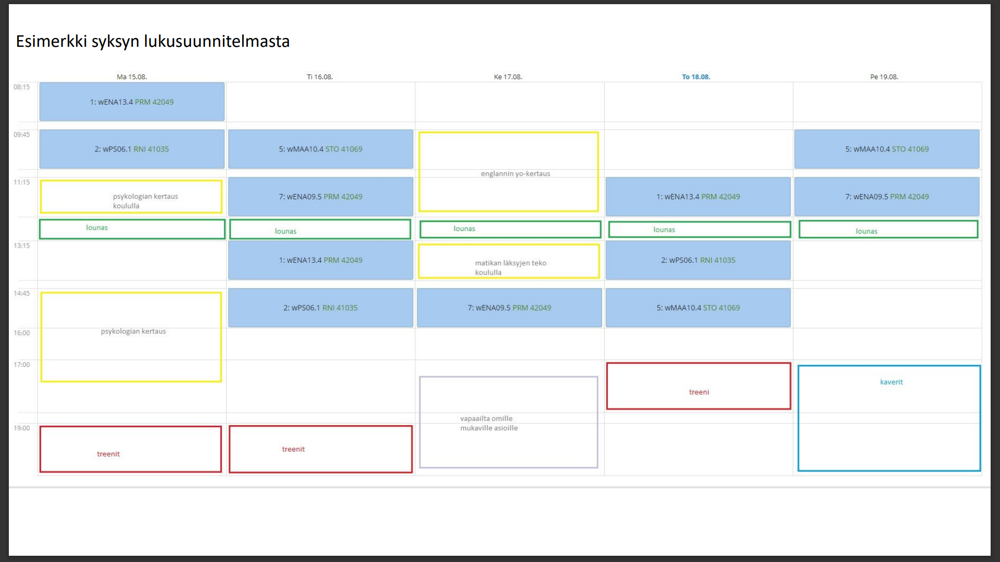 Esimerkki syksyn lukusuunnitelmasta
Ma 15.08.
Ti 16.08.
Ke 17.08.
To 18.08.
Pe 19.08.
08:15
1: wENA13.4 PRM 42049
09:45
2: wPS06.1 RNI 41035
5: wMAA10.4 STO 41069
englannin yo-kertaus
5: wMAA10.4 STO 41069
11:15
psykologian kertaus
koululla
7: wENA09.5 PRM 42049
1: wENA13.4 PRM 42049
7: wENA09.5 PRM 42049
lounas
lounas
lounas
lounas
lounas
13:15
1: wENA13.4 PRM 42049
matikan läksyjen teko
koululla
2: wPS06.1 RNI 41035
14:45
psykologian kertaus
2: wPS06.1 RNI 41035
7: wENA09.5 PRM 42049
5: wMAA10.4 STO 41069
16:00
17:00
vapaailta omille
mukaville asioille
treeni
kaverit
19:00
treenit
treenit